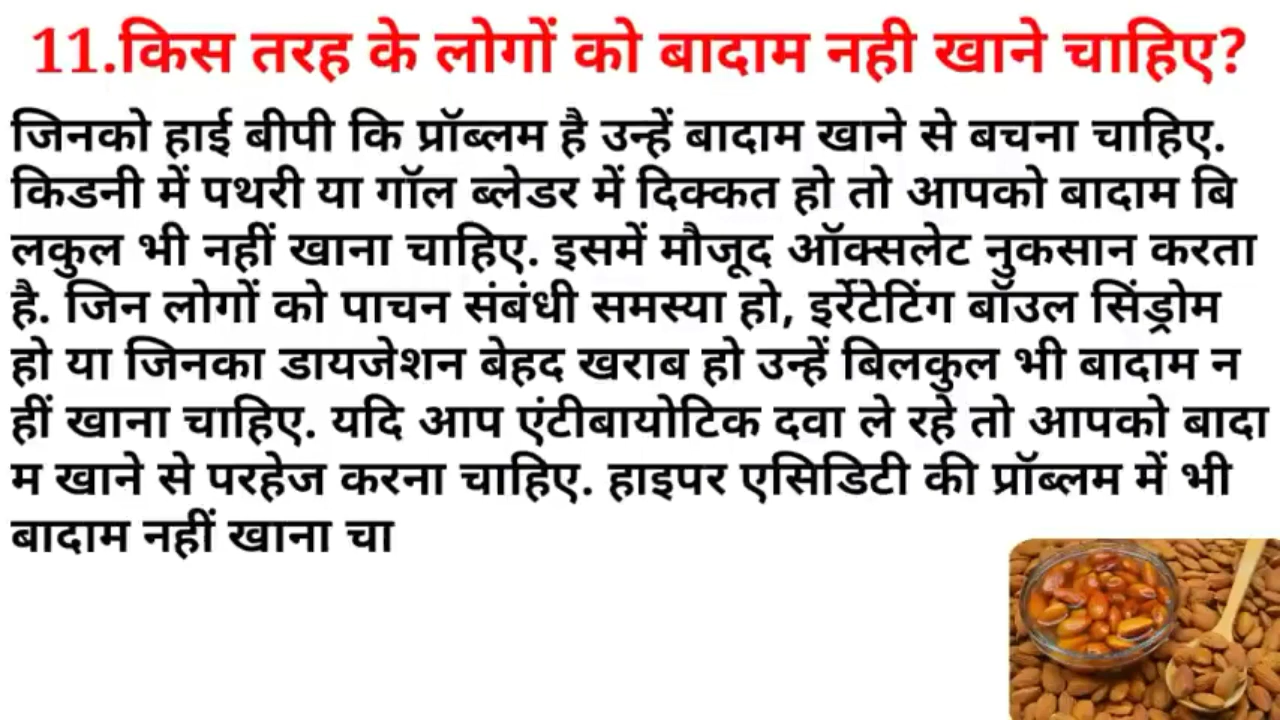 11.किस तरह के लोगों को बादाम नही खाने चाहिए?
जिनको हाई बीपी कि प्रॉब्लम है उन्हें बादाम खाने से बचना चाहिए.
किडनी में पथरी या गॉल ब्लेडर में दिक्कत हो तो आपको बादाम बि
लकुल भी नहीं खाना चाहिए. इसमें मौजूद ऑक्सलेट नुकसान करता
है. जिन लोगों को पाचन संबंधी समस्या हो, इर्रेटेटिंग बॉउल सिंड्रोम
हो या जिनका डायजेशन बेहद खराब हो उन्हें बिलकुल भी बादाम न
हीं खाना चाहिए. यदि आप एंटीबायोटिक दवा ले रहे तो आपको बादा
म खाने से परहेज करना चाहिए. हाइपर एसिडिटी की प्रॉब्लम में भी
बादाम नहीं खाना चा